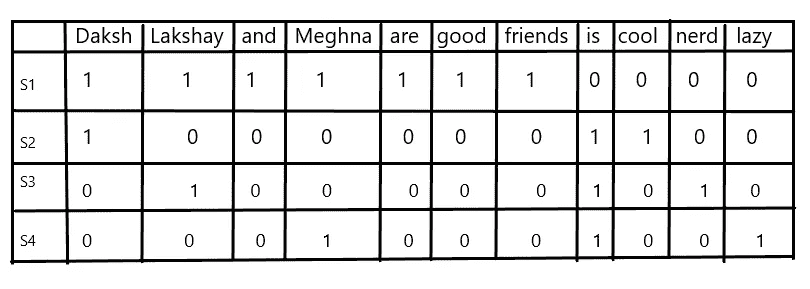 Daksh Lakshay and Meghna are good friends is cool nerd lazy
S1 1 1 1 1 1 1 1 0 0 0 0
S2 1 0 0 0 0 0 0 1 1 0 0
S3 0 1 0 0 0 0 0 1 0 1 0
S4 0 0 0 1 0 0 0 1 0 0 1